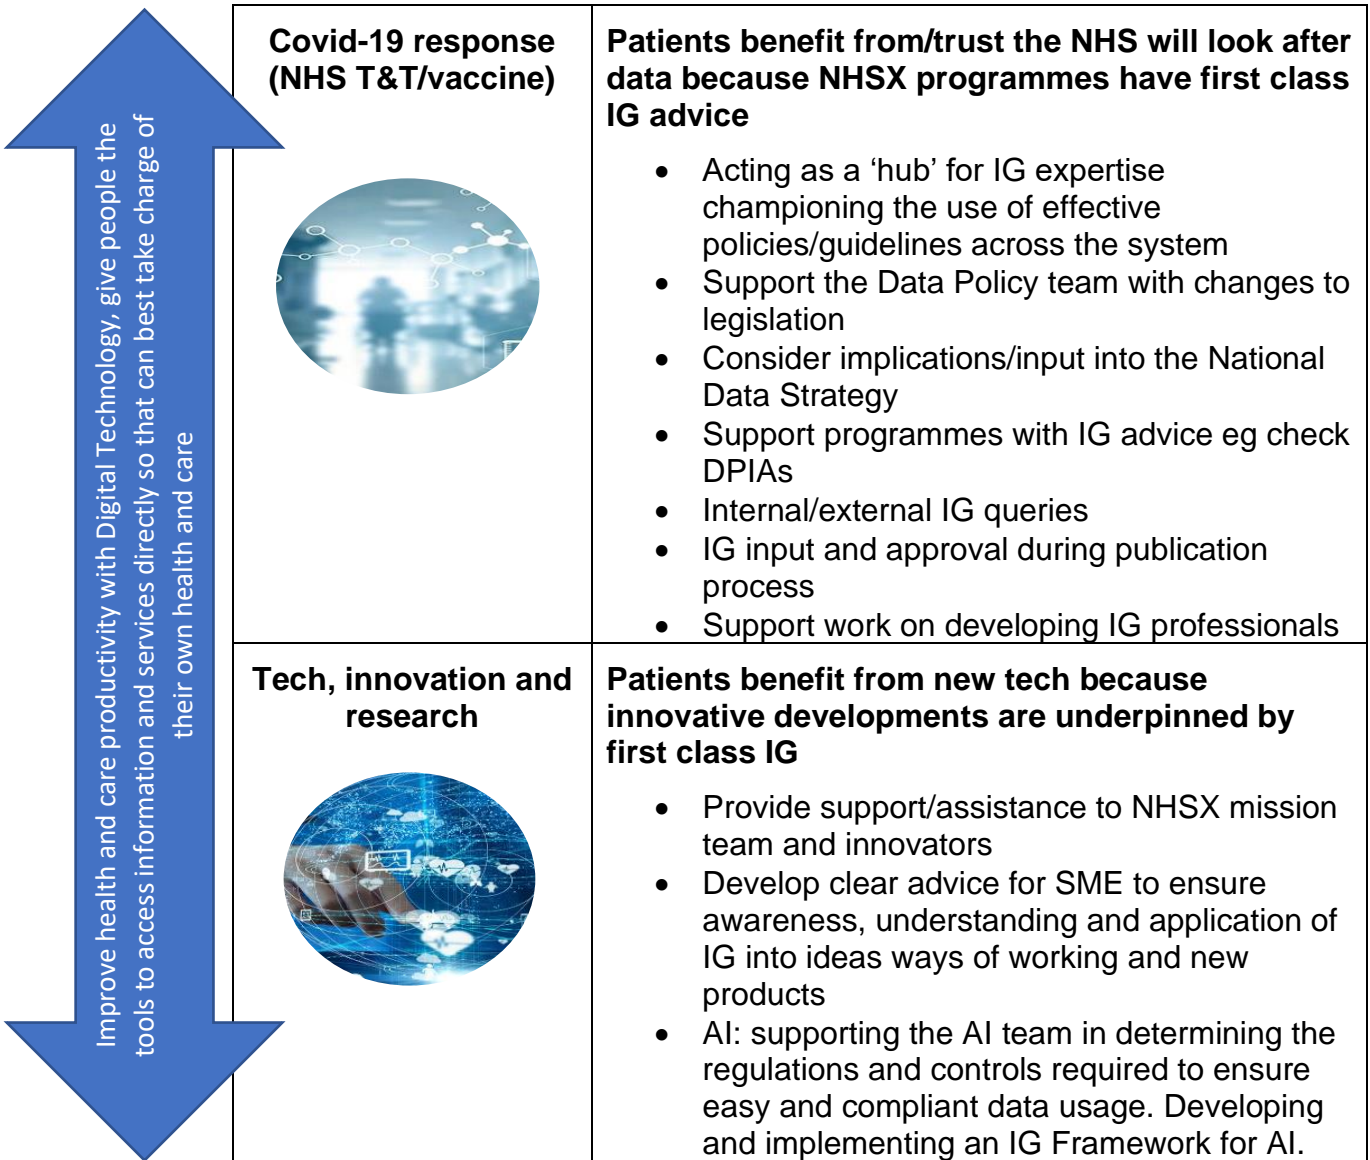 Improve health and care productivity with Digital Technology, give people the
tools to access information and services directly so that can best take charge of
their own health and care
Covid-19 response
(NHS T&T/vaccine)
Patients benefit from/trust the NHS will look after
data because NHSX programmes have first class
IG advice
• Acting as a ‘hub’ for IG expertise
championing the use of effective
policies/guidelines across the system
• Support the Data Policy team with changes to
legislation
• Consider implications/input into the National
Data Strategy
• Support programmes with IG advice eg check
DPIAs
• Internal/external IG queries
• IG input and approval during publication
process
• Support work on developing IG professionals
Tech, innovation and
research
Patients benefit from new tech because
innovative developments are underpinned by
first class IG
• Provide support/assistance to NHSX mission
team and innovators
• Develop clear advice for SME to ensure
awareness, understanding and application of
IG into ideas ways of working and new
products
• AI: supporting the AI team in determining the
regulations and controls required to ensure
easy and compliant data usage. Developing
and implementing an IG Framework for AI.